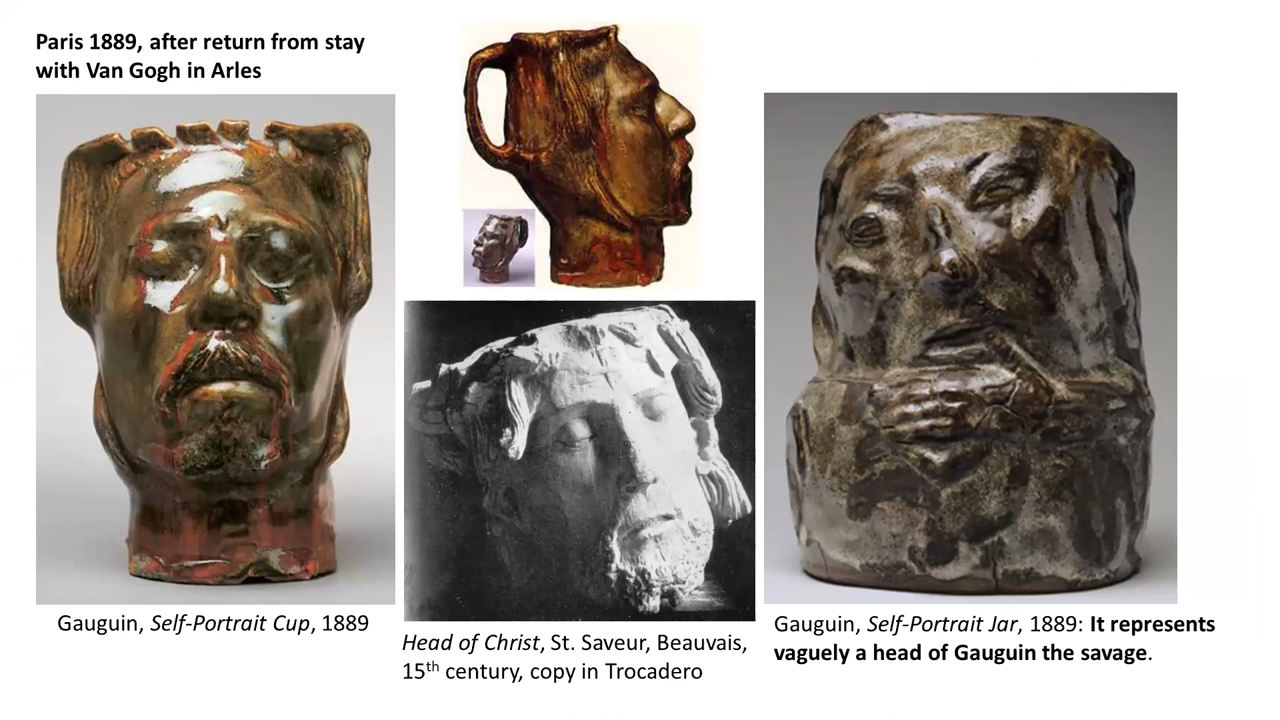 Paris 1889, after return from stay
with Van Gogh in Arles
Gauguin, Self-Portrait Cup, 1889
Head of Christ, St. Saveur, Beauvais,
15th century, copy in Trocadero
Gauguin, Self-Portrait Jar, 1889: It represents
vaguely a head of Gauguin the savage.